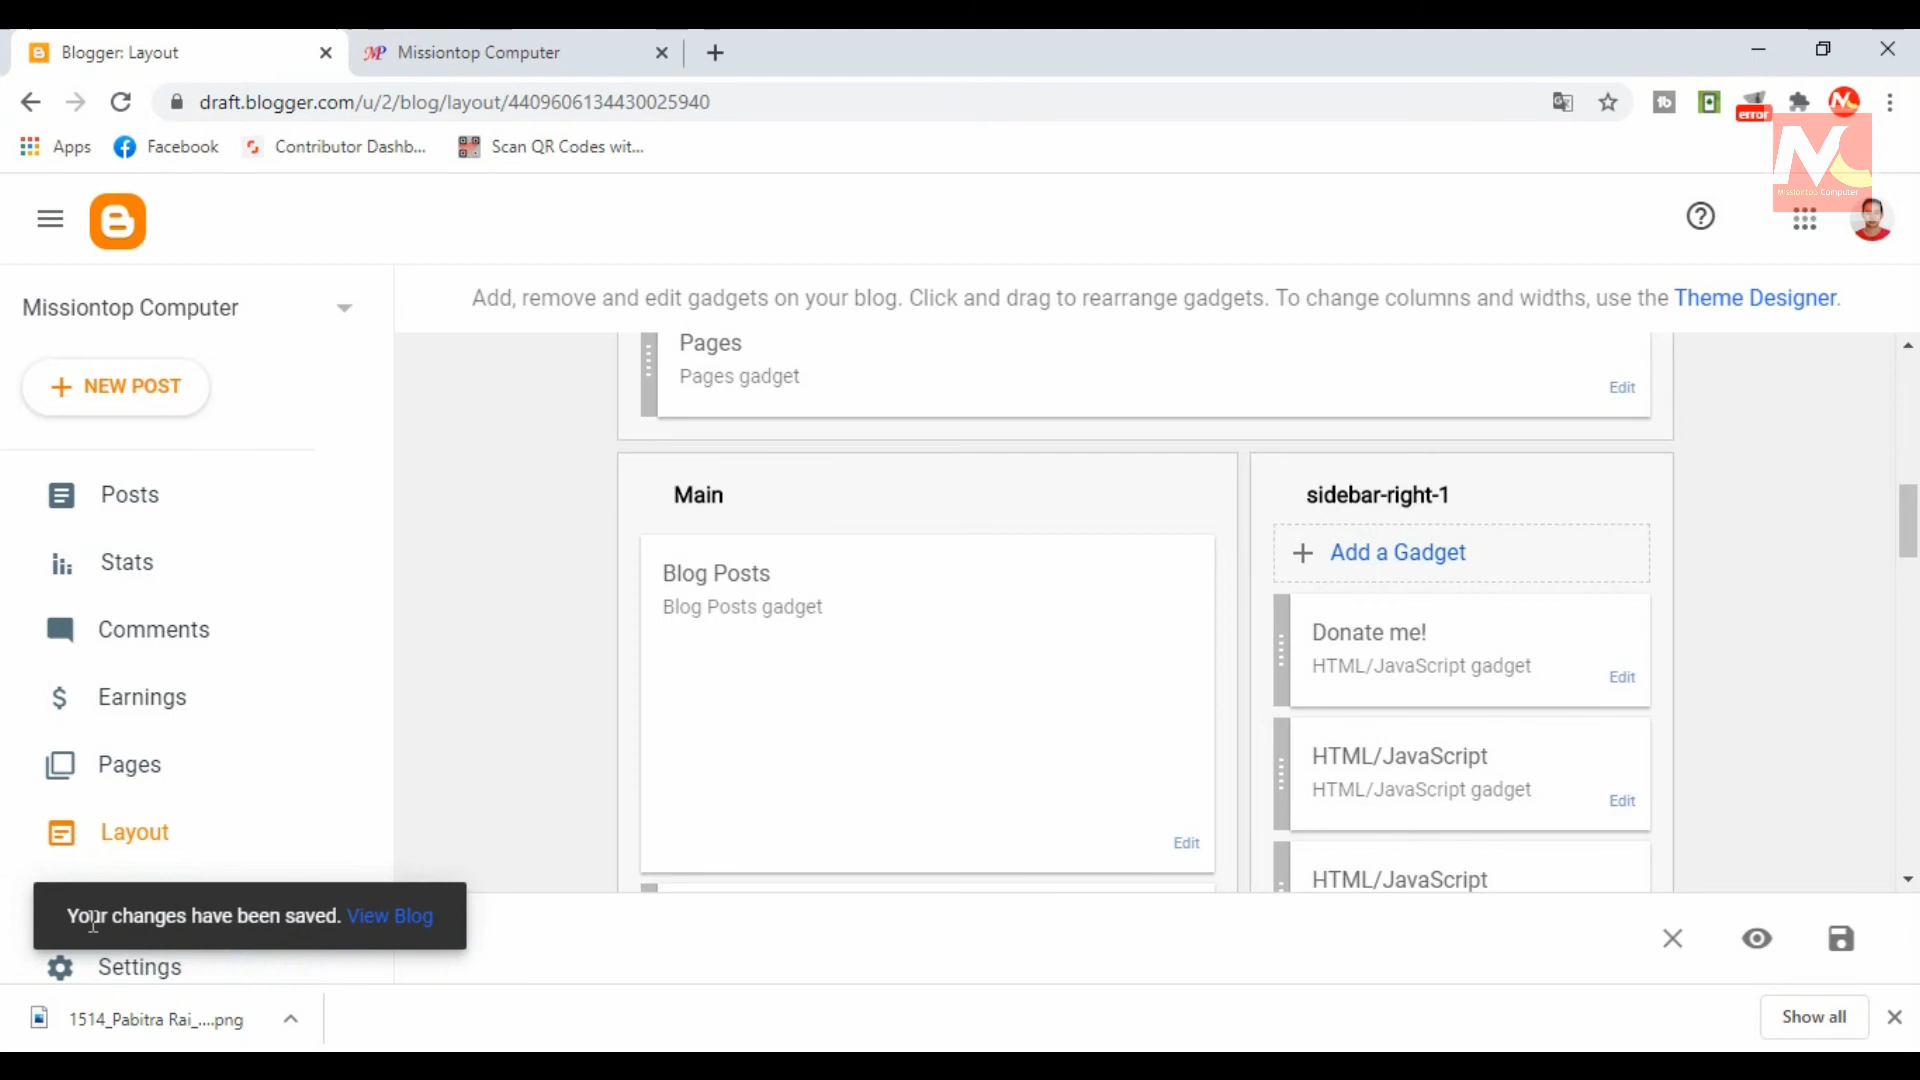 Blogger: Layout
Missiontop Computer
draft.blogger.com/u/2/blog/layout/4409606134430025940
error
Apps
Facebook
Contributor Dashb...
Scan QR Codes wit...
Missiontop Computer
Missiontop Computer
Add, remove and edit gadgets on your blog. Click and drag to rearrange gadgets. To change columns and widths, use the Theme Designer.
NEW POST
Posts
Stats
Comments
Earnings
Pages
Layout
Your changes have been saved. View Blog
Settings
Pages
Pages gadget
Edit
Main
Blog Posts
Blog Posts gadget
Edit
sidebar-right-1
Add a Gadget
Donate me!
HTML/JavaScript gadget
Edit
HTML/JavaScript
HTML/JavaScript gadget
Edit
HTML/JavaScript
1514_Pabitra Rai_....png
Show all